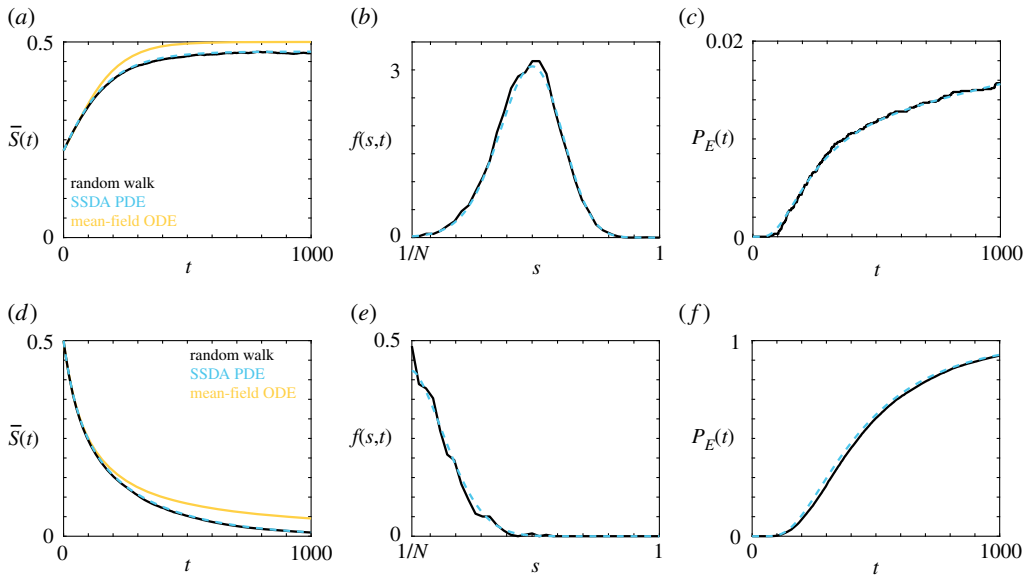 (a)
0.5
S̅(t)
random walk
SSDA PDE
mean-field ODE
0
0
t
1000
(b)
3
f(s,t)
0
1/N
s
1
(c)
0.02
P_E(t)
0
0
t
1000
(d)
0.5
S̅(t)
random walk
SSDA PDE
mean-field ODE
0
0
t
1000
(e)
0.5
f(s,t)
0
1/N
s
1
(f)
1
P_E(t)
0
0
t
1000